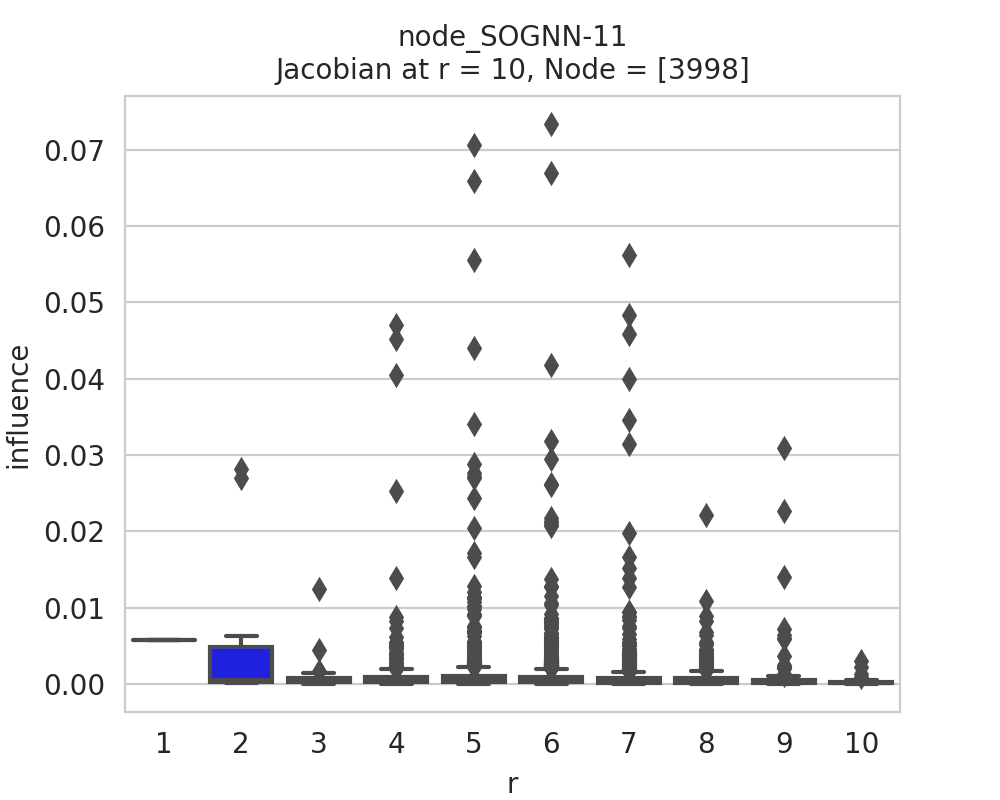 node_SOGNN-11
Jacobian at r = 10, Node = [3998]
0.07
0.06
0.05
0.04
0.03
0.02
0.01
0.00
influence
1 2 3 4 5 6 7 8 9 10
r